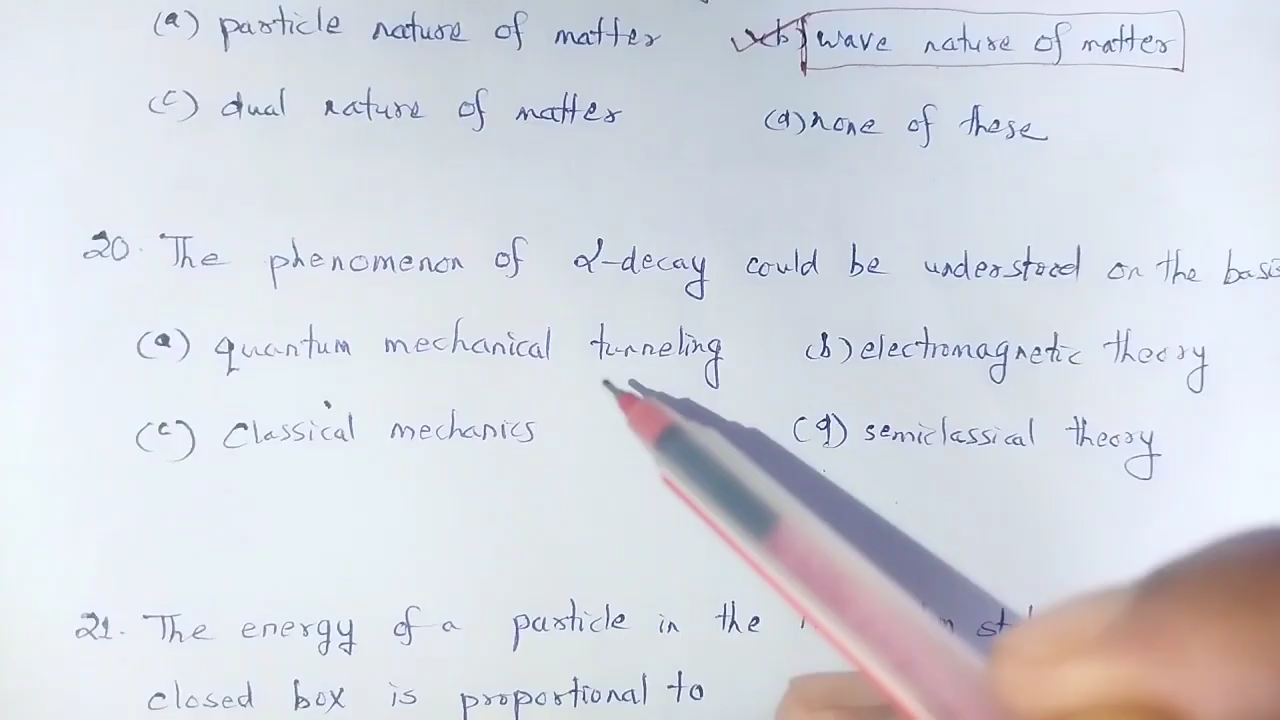 (a) particle nature of matter (b) wave nature of matter
(c) dual nature of matter (d) none of these
20. The phenomenon of α-decay could be understood on the
(a) quantum mechanical tunneling (b) electromagnetic theory
(c) Classical mechanics (d) semiclassical theory
21. The energy of a particle in the
closed box is proportional to